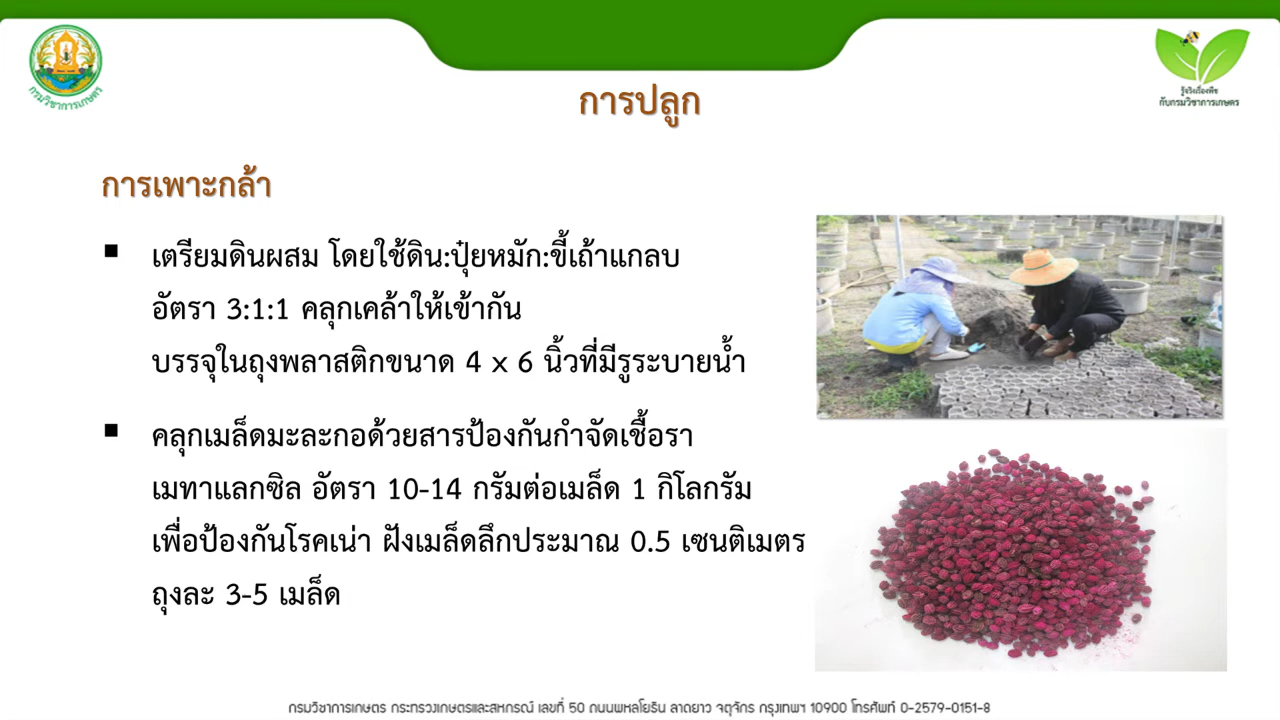 กรมวิชาการเกษตร
รู้จริงเรื่องพืช
กับกรมวิชาการเกษตร
การปลูก
การเพาะกล้า
▪ เตรียมดินผสม โดยใช้ดิน:ปุ๋ยหมัก:ขี้เถ้าแกลบ
อัตรา 3:1:1 คลุกเคล้าให้เข้ากัน
บรรจุในถุงพลาสติกขนาด 4 x 6 นิ้วที่มีรูระบายน้ำ
▪ คลุกเมล็ดมะละกอด้วยสารป้องกันกำจัดเชื้อรา
เมทาแลกซิล อัตรา 10-14 กรัมต่อเมล็ด 1 กิโลกรัม
เพื่อป้องกันโรคเน่า ฝังเมล็ดลึกประมาณ 0.5 เซนติเมตร
ถุงละ 3-5 เมล็ด
กรมวิชาการเกษตร กระทรวงเกษตรและสหกรณ์ เลขที่ 50 ถนนพหลโยธิน ลาดยาว จตุจักร กรุงเทพฯ 10900 โทรศัพท์ 0-2579-0151-8